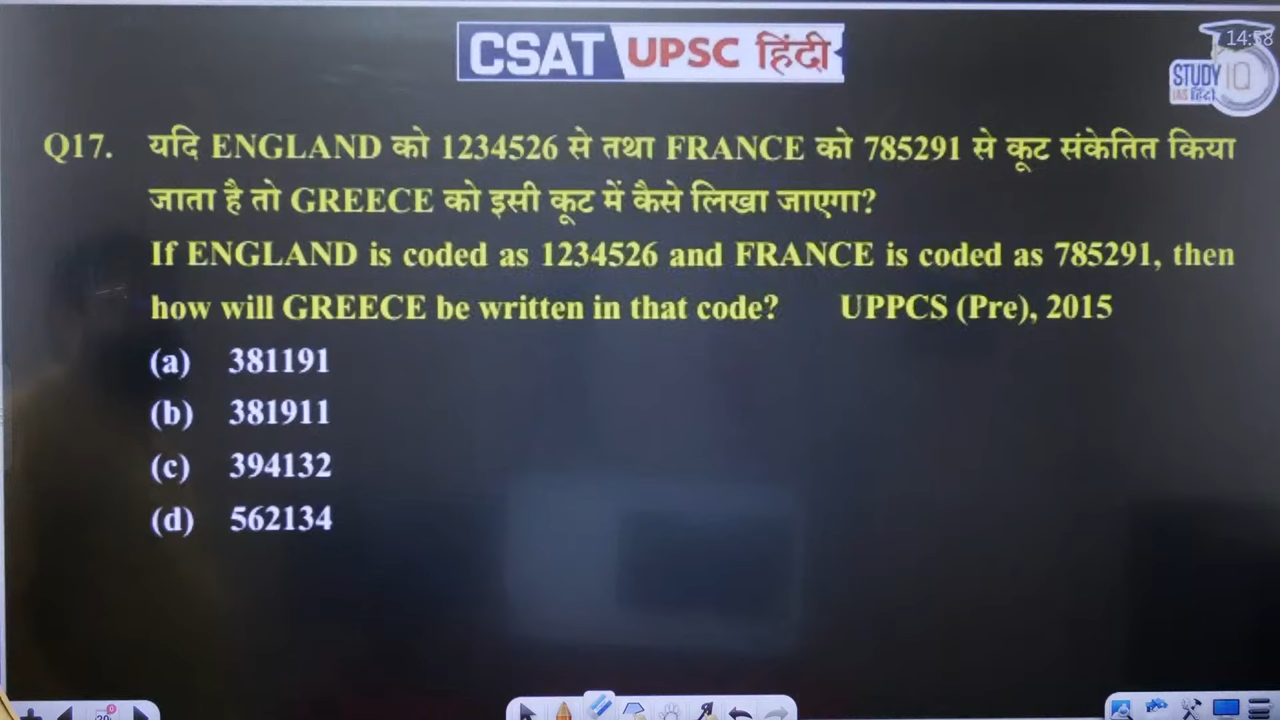 CSAT UPSC हिंदी
14:58
STUDY IQ
IAS हिंदी
Q17. यदि ENGLAND को 1234526 से तथा FRANCE को 785291 से कूट संकेतित किया
जाता है तो GREECE को इसी कूट में कैसे लिखा जाएगा?
If ENGLAND is coded as 1234526 and FRANCE is coded as 785291, then
how will GREECE be written in that code? UPPCS (Pre), 2015
(a) 381191
(b) 381911
(c) 394132
(d) 562134